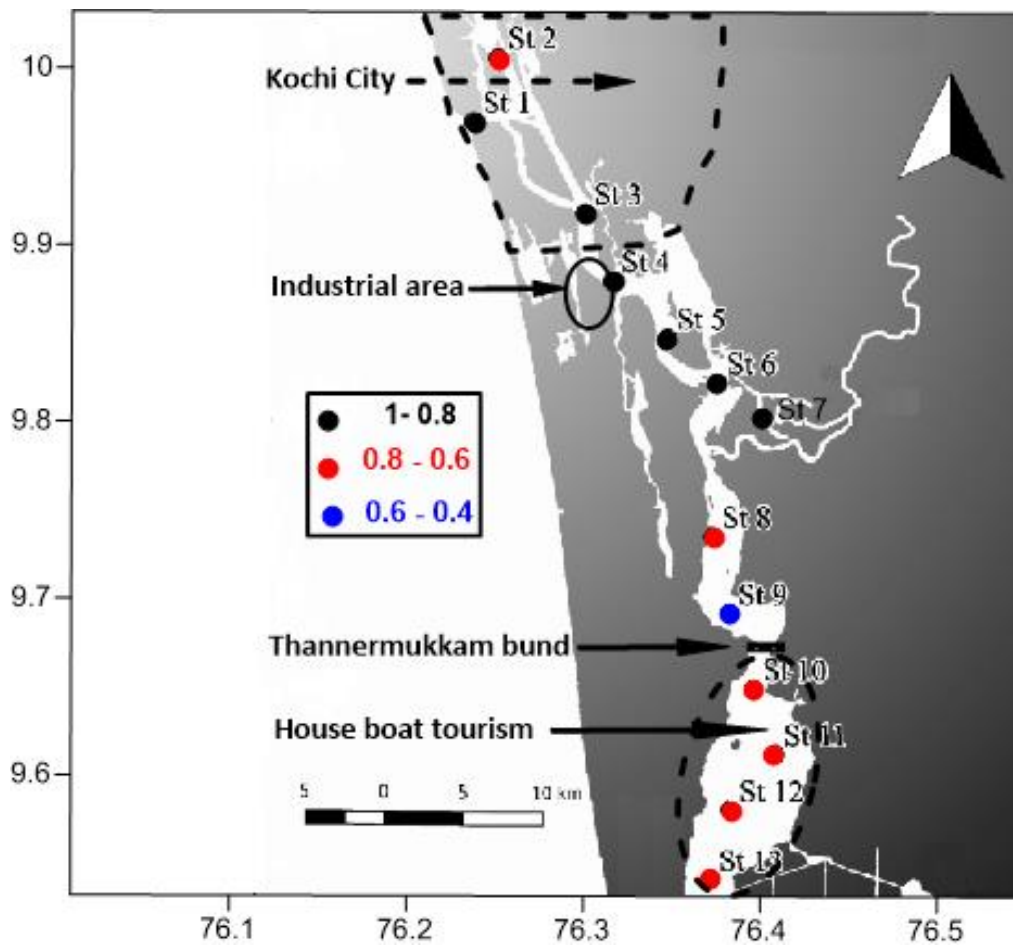 St 2
10
Kochi City
St 1
St 3
9.9
St 4
Industrial area
St 5
St 6
St 7
9.8
1- 0.8
0.8 - 0.6
0.6 - 0.4
St 8
9.7
St 9
Thannermukkam bund
St 10
House boat tourism
St 11
9.6
5 0 5 10 km
St 12
St 13
76.1 76.2 76.3 76.4 76.5